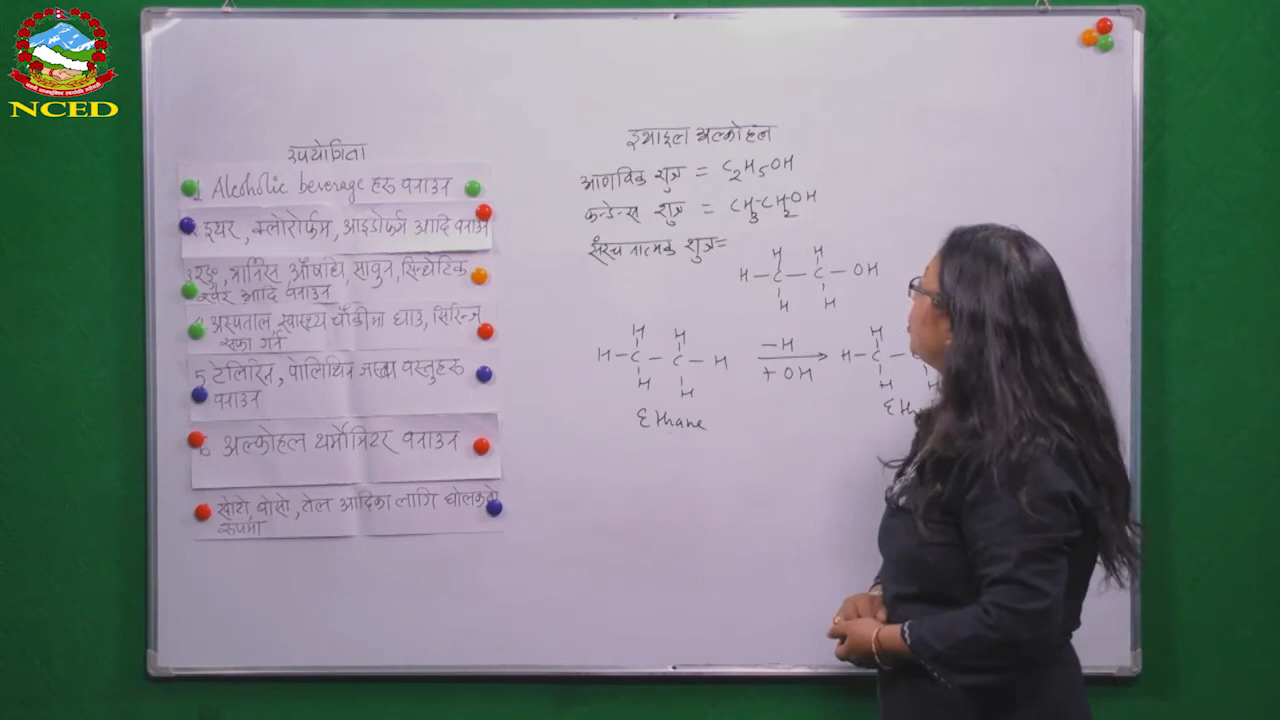 NCED
उपयोगिता
1 Alcoholic beverage हरु बनाउन
2 इथर, क्लोरोफर्म, आइडोफर्म आदि बनाउन
3 रङ्ग, भार्निस, औषधि, साबुन, सिन्थेटिक
रबर आदि बनाउन
4 अस्पताल, स्वास्थ्य चौकीमा घाउ, सिरिन्ज
सफा गर्न
5 टेलिरिन, पोलिथिन जस्ता वस्तुहरु
बनाउन
6 अल्कोहल थर्मोमिटर बनाउन
खोटो, बोसो, तेल आदिका लागि घोलकको
रुपमा
इथाइल अल्कोहल
आणविक शुत्र = C2H5OH
कन्डेन्स शुत्र = CH3-CH2OH
संरचनात्मक शुत्र=
H H
H-C-C-OH
H H
H H
H-C-C-H
H H
Ethane
-H
+OH
H
H-C-
H H